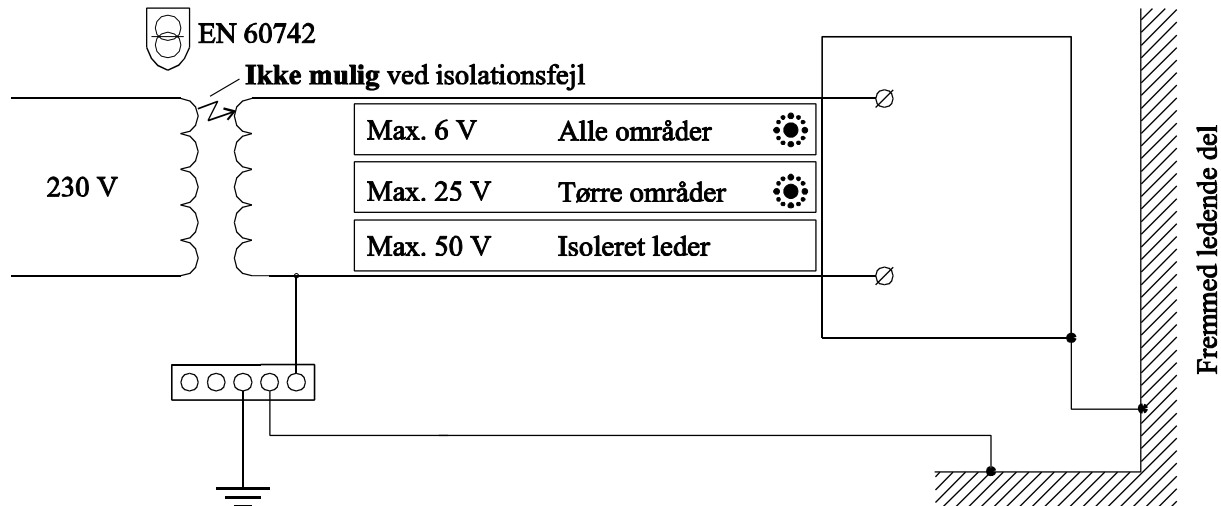 EN 60742
Ikke mulig ved isolationsfejl
Max. 6 V Alle områder
230 V
Max. 25 V Tørre områder
Max. 50 V Isoleret leder
Fremmed ledende del